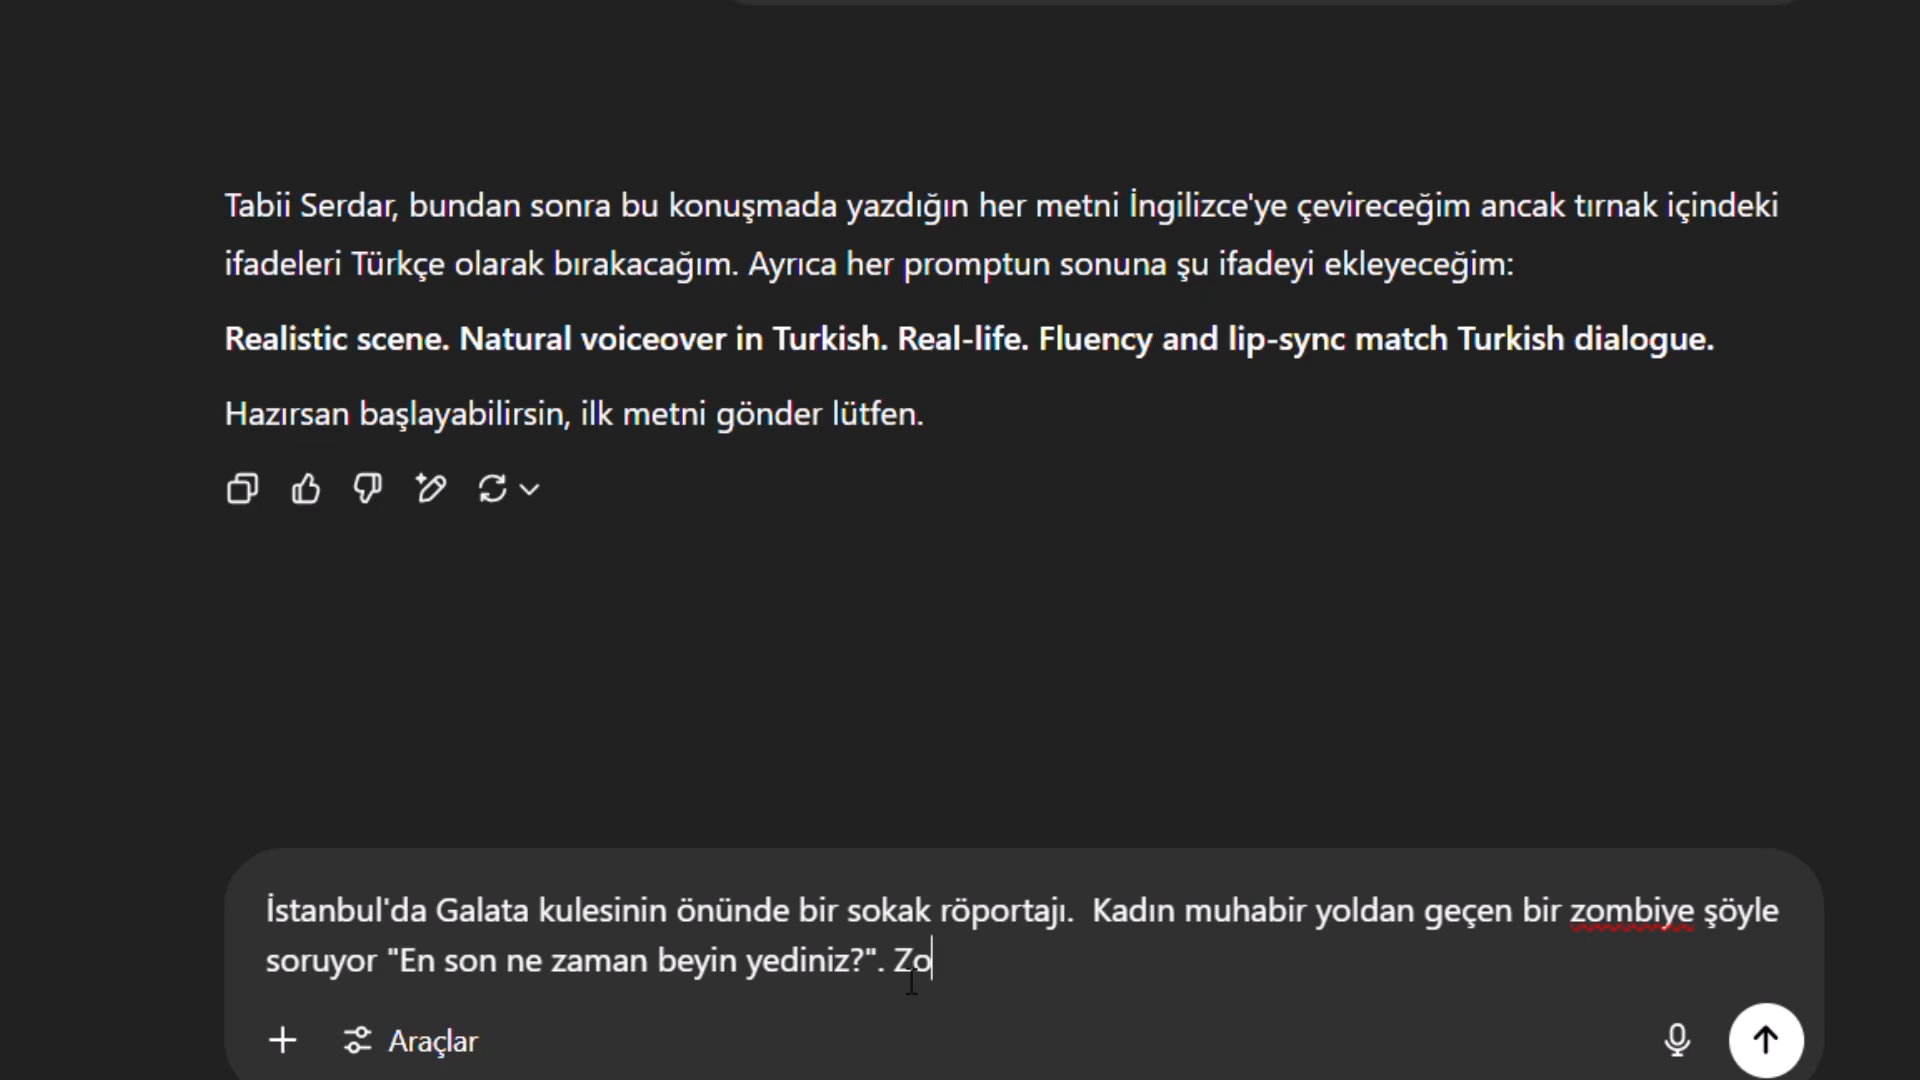 Tabii Serdar, bundan sonra bu konuşmada yazdığın her metni İngilizce'ye çevireceğim ancak tırnak içindeki
ifadeleri Türkçe olarak bırakacağım. Ayrıca her promptun sonuna şu ifadeyi ekleyeceğim:
Realistic scene. Natural voiceover in Turkish. Real-life. Fluency and lip-sync match Turkish dialogue.
Hazırsan başlayabilirsin, ilk metni gönder lütfen.
İstanbul'da Galata kulesinin önünde bir sokak röportajı.  Kadın muhabir yoldan geçen bir zombiye şöyle
soruyor "En son ne zaman beyin yediniz?". Zo
Araçlar